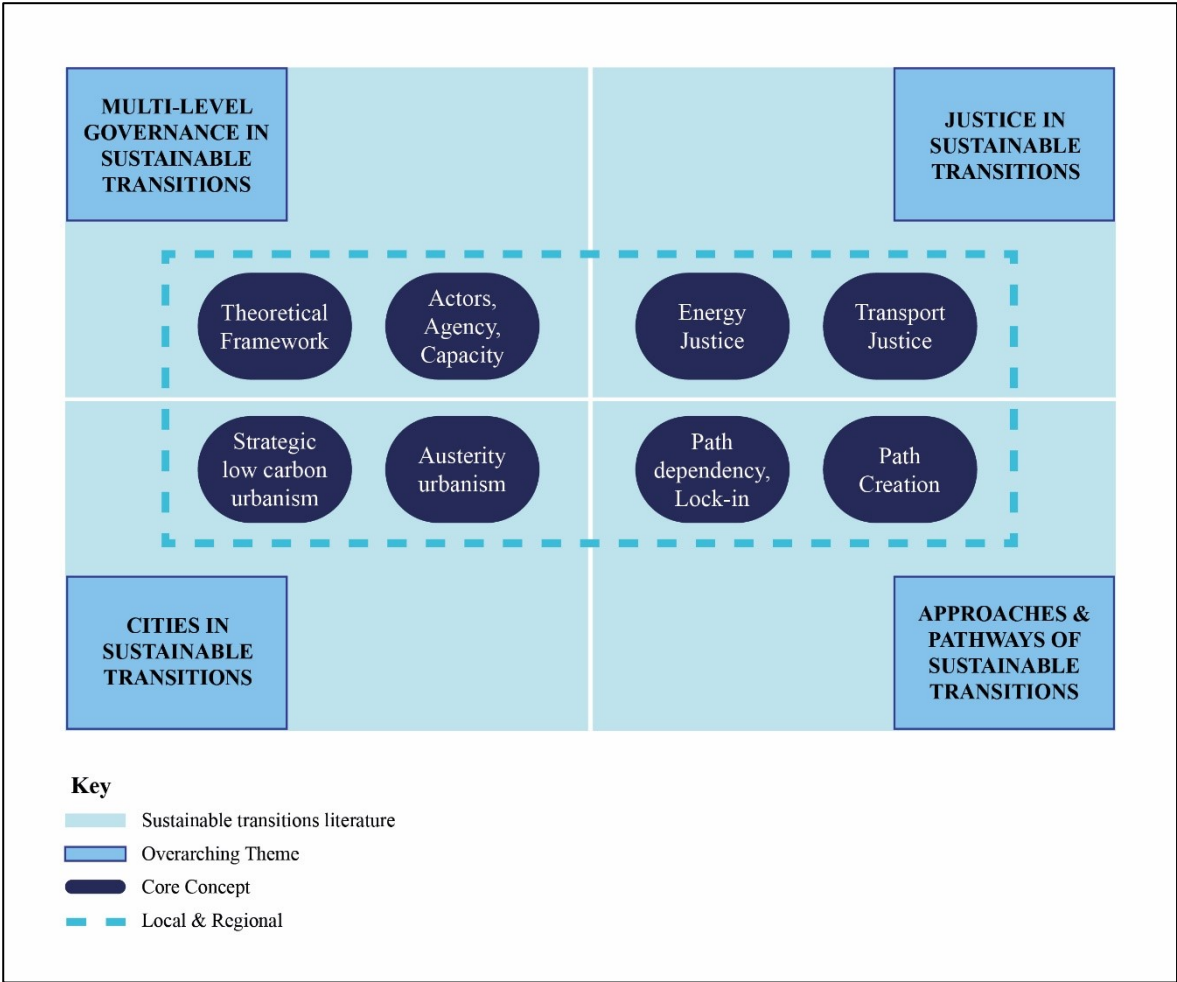 MULTI-LEVEL
GOVERNANCE IN
SUSTAINABLE
TRANSITIONS
JUSTICE IN
SUSTAINABLE
TRANSITIONS
Theoretical
Framework
Actors,
Agency,
Capacity
Energy
Justice
Transport
Justice
Strategic
low carbon
urbanism
Austerity
urbanism
Path
dependency,
Lock-in
Path
Creation
CITIES IN
SUSTAINABLE
TRANSITIONS
APPROACHES &
PATHWAYS OF
SUSTAINABLE
TRANSITIONS
Key
Sustainable transitions literature
Overarching Theme
Core Concept
Local & Regional